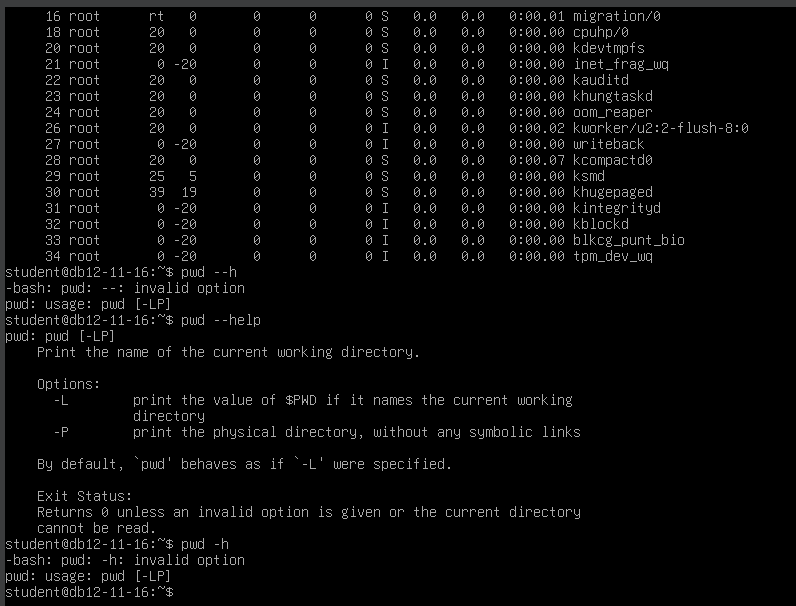 16 root rt 0 0 0 0 S 0.0 0.0 0:00.01 migration/0
18 root 20 0 0 0 0 S 0.0 0.0 0:00.00 cpuhp/0
20 root 20 0 0 0 0 S 0.0 0.0 0:00.00 kdevtmpfs
21 root 0 -20 0 0 0 I 0.0 0.0 0:00.00 inet_frag_wq
22 root 20 0 0 0 0 S 0.0 0.0 0:00.00 kauditd
23 root 20 0 0 0 0 S 0.0 0.0 0:00.00 khungtaskd
24 root 20 0 0 0 0 S 0.0 0.0 0:00.00 oom_reaper
26 root 20 0 0 0 0 I 0.0 0.0 0:00.02 kworker/u2:2-flush-8:0
27 root 0 -20 0 0 0 I 0.0 0.0 0:00.00 writeback
28 root 20 0 0 0 0 S 0.0 0.0 0:00.07 kcompactd0
29 root 25 5 0 0 0 S 0.0 0.0 0:00.00 ksmd
30 root 39 19 0 0 0 S 0.0 0.0 0:00.00 khugepaged
31 root 0 -20 0 0 0 I 0.0 0.0 0:00.00 kintegrityd
32 root 0 -20 0 0 0 I 0.0 0.0 0:00.00 kblockd
33 root 0 -20 0 0 0 I 0.0 0.0 0:00.00 blkcg_punt_bio
34 root 0 -20 0 0 0 I 0.0 0.0 0:00.00 tpm_dev_wq
student@db12-11-16:~$ pwd --h
-bash: pwd: --: invalid option
pwd: usage: pwd [-LP]
student@db12-11-16:~$ pwd --help
pwd: pwd [-LP]
Print the name of the current working directory.
Options:
-L print the value of $PWD if it names the current working
directory
-P print the physical directory, without any symbolic links
By default, `pwd' behaves as if `-L' were specified.
Exit Status:
Returns 0 unless an invalid option is given or the current directory
cannot be read.
student@db12-11-16:~$ pwd -h
-bash: pwd: -h: invalid option
pwd: usage: pwd [-LP]
student@db12-11-16:~$